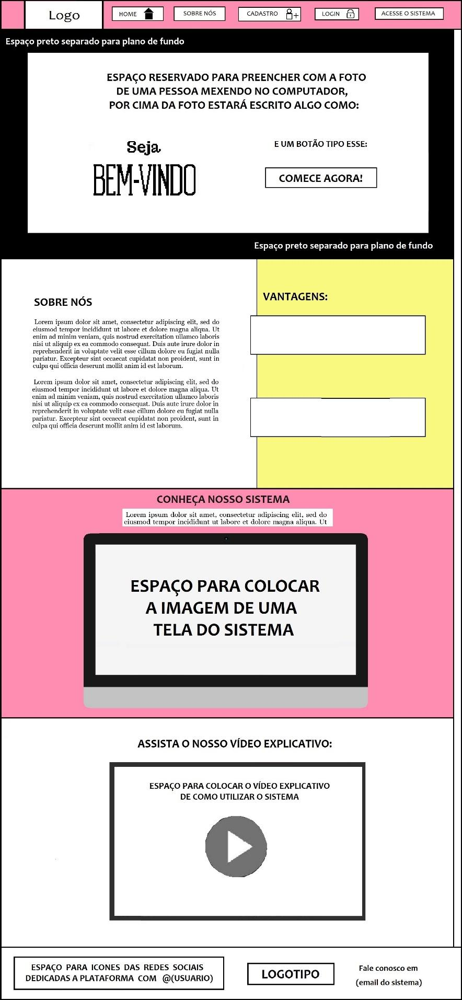 Logo
HOME
SOBRE NÓS
CADASTRO
LOGIN
ACESSE O SISTEMA
Espaço preto separado para plano de fundo
ESPAÇO RESERVADO PARA PREENCHER COM A FOTO
DE UMA PESSOA MEXENDO NO COMPUTADOR,
POR CIMA DA FOTO ESTARÁ ESCRITO ALGO COMO:
Seja
BEM-VINDO
E UM BOTÃO TIPO ESSE:
COMECE AGORA!
Espaço preto separado para plano de fundo
SOBRE NÓS
Lorem ipsum dolor sit amet, consectetur adipiscing elit, sed do
eiusmod tempor incididunt ut labore et dolore magna aliqua. Ut
enim ad minim veniam, quis nostrud exercitation ullamco laboris
nisi ut aliquip ex ea commodo consequat. Duis aute irure dolor in
reprehenderit in voluptate velit esse cillum dolore eu fugiat nulla
pariatur. Excepteur sint occaecat cupidatat non proident, sunt in
culpa qui officia deserunt mollit anim id est laborum.
Lorem ipsum dolor sit amet, consectetur adipiscing elit, sed do
eiusmod tempor incididunt ut labore et dolore magna aliqua. Ut
enim ad minim veniam, quis nostrud exercitation ullamco laboris
nisi ut aliquip ex ea commodo consequat. Duis aute irure dolor in
reprehenderit in voluptate velit esse cillum dolore eu fugiat nulla
pariatur. Excepteur sint occaecat cupidatat non proident, sunt in
culpa qui officia deserunt mollit anim id est laborum.
VANTAGENS:
CONHEÇA NOSSO SISTEMA
Lorem ipsum dolor sit amet, consectetur adipiscing elit, sed do
eiusmod tempor incididunt ut labore et dolore magna aliqua. Ut
ESPAÇO PARA COLOCAR
A IMAGEM DE UMA
TELA DO SISTEMA
ASSISTA O NOSSO VÍDEO EXPLICATIVO:
ESPAÇO PARA COLOCAR O VÍDEO EXPLICATIVO
DE COMO UTILIZAR O SISTEMA
ESPAÇO PARA ICONES DAS REDES SOCIAIS
DEDICADAS A PLATAFORMA COM @(USUARIO)
LOGOTIPO
Fale conosco em
(email do sistema)